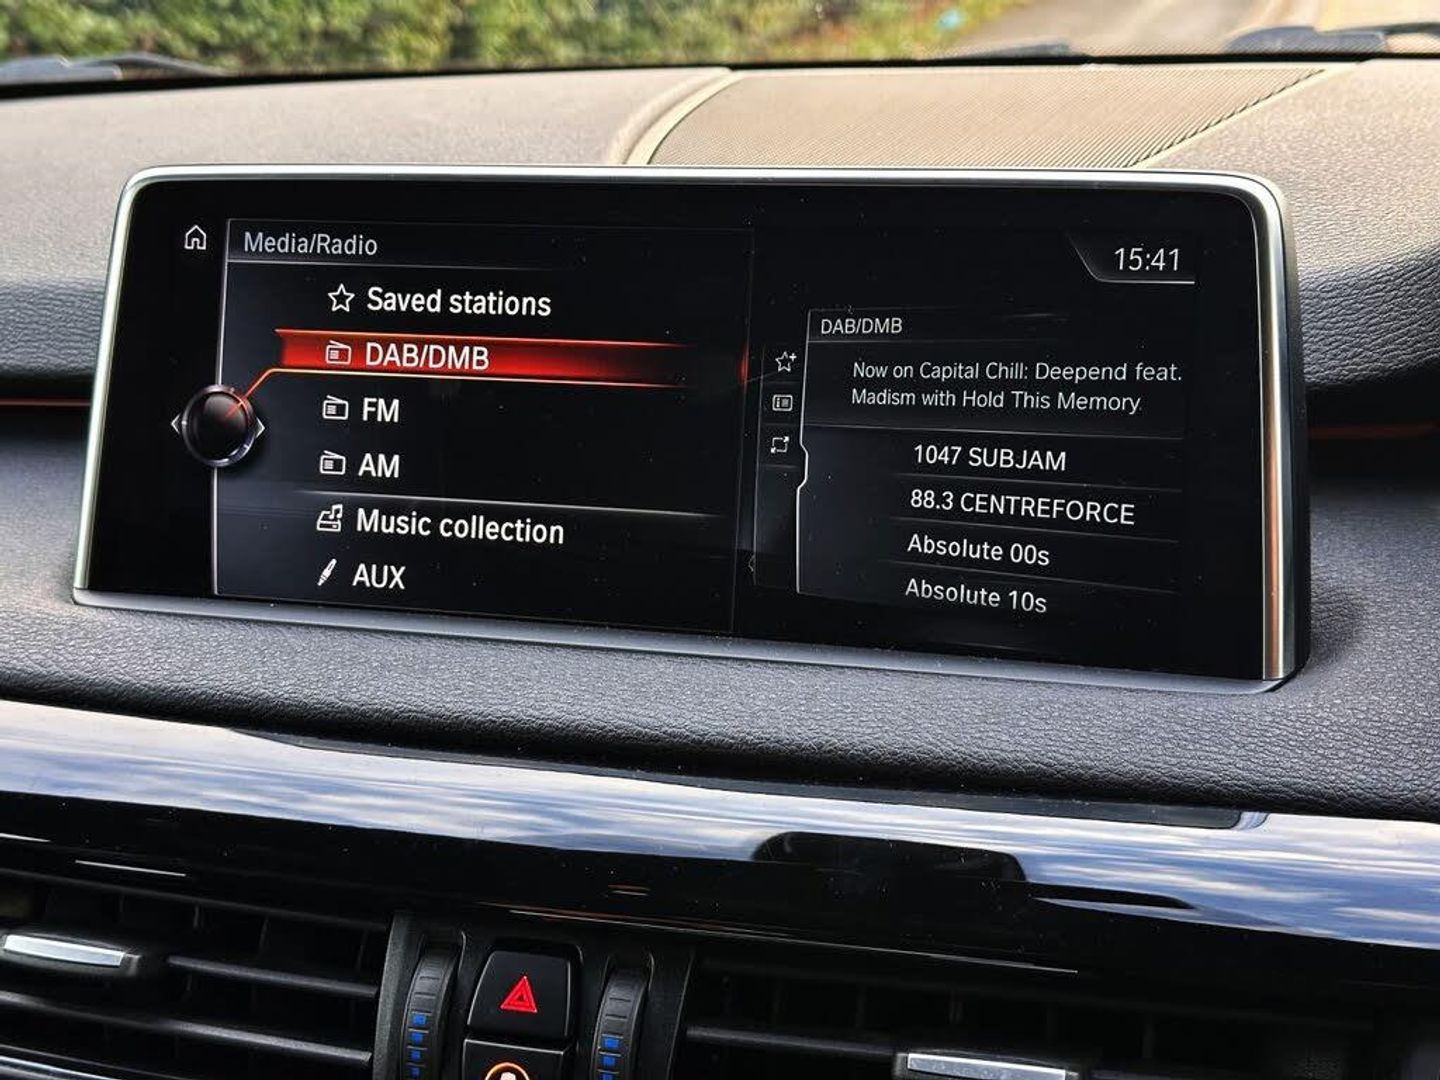 Media/Radio
15:41
Saved stations
DAB/DMB
FM
AM
Music collection
AUX
DAB/DMB
Now on Capital Chill: Deepend feat.
Madism with Hold This Memory
1047 SUBJAM
88.3 CENTREFORCE
Absolute 00s
Absolute 10s